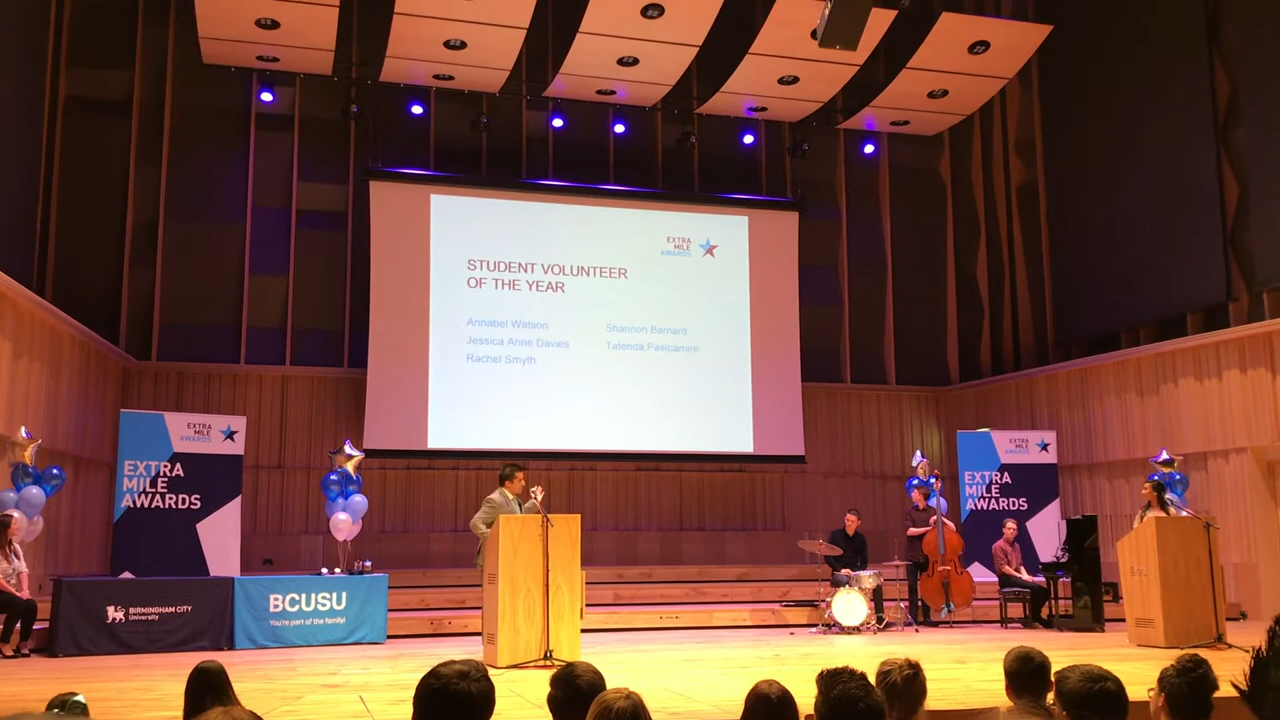 EXTRA
MILE
AWARDS
STUDENT VOLUNTEER
OF THE YEAR
Annabel Watson
Jessica Anne Davies
Rachel Smyth
Shannon Barnard
Tatenda
EXTRA
MILE
AWARDS
EXTRA
MILE
AWARDS
EXTRA
MILE
AWARDS
EXTRA
MILE
AWARDS
BIRMINGHAM CITY
University
BCUSU
You're part of the family!